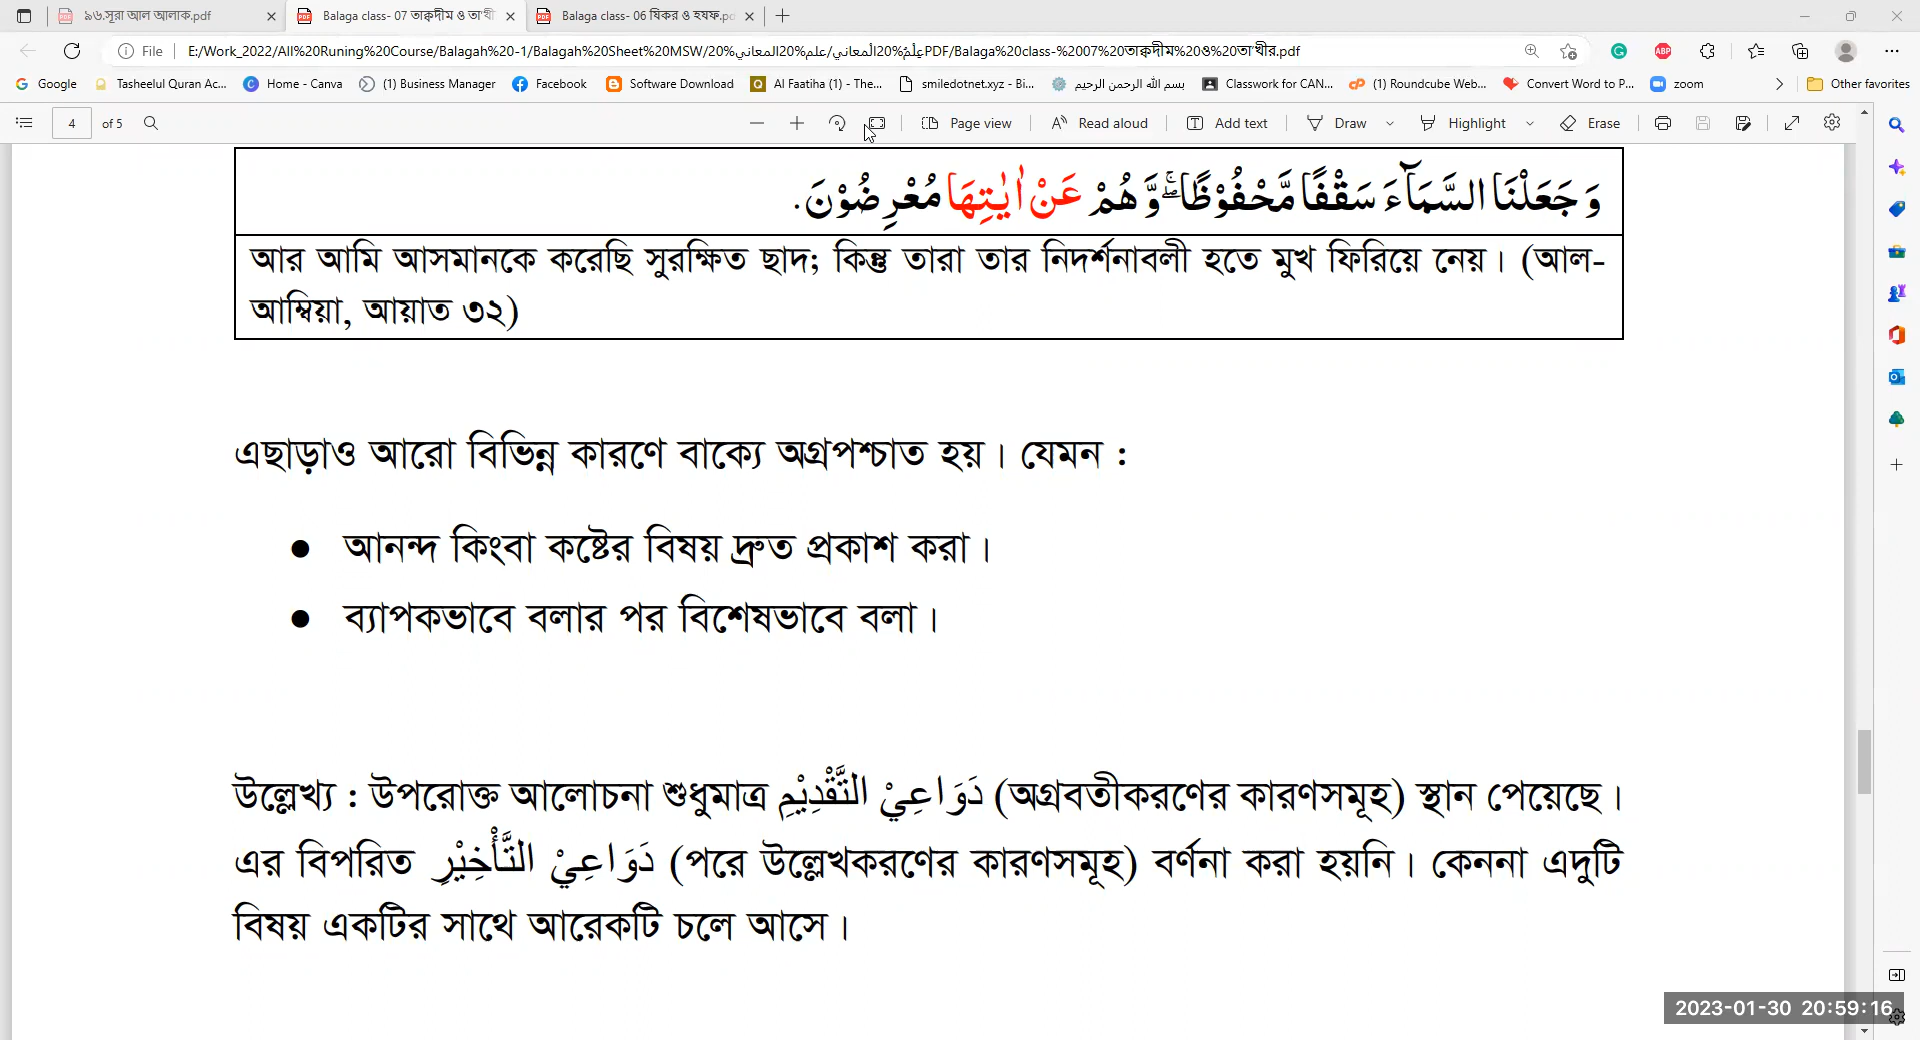 ৯৬.সূরা আল আলাক.pdf
Balaga class- 07 তাক্বদীম ও তা'খী
Balaga class- 06 যিকর ও হযফ.pd
File
E:/Work_2022/All%20Runing%20Course/Balagah%20-1/Balagah%20Sheet%20MSW/20%علم%20المعاني/علم%20المعاني%20عِلْمُ الْمعانيPDF/Balaga%20class-%2007%20তাক্বদীম%20ও%20তা'খীর.pdf
Google
Tasheelul Quran Ac...
Home - Canva
(1) Business Manager
Facebook
Software Download
Al Faatiha (1) - The...
smiledotnet.xyz - Bi...
بسم الله الرحمن الرحيم
Classwork for CAN...
(1) Roundcube Web...
Convert Word to P...
zoom
Other favorites
4 of 5
Page view
Read aloud
Add text
Draw
Highlight
Erase
وَ جَعَلْنَا السَّمَآءَ سَقْفًا مَّحْفُوْظًاۚۖ وَّ هُمْ عَنْ اٰيٰتِهَا مُعْرِضُوْنَ.
আর আমি আসমানকে করেছি সুরক্ষিত ছাদ; কিন্তু তারা তার নিদর্শনাবলী হতে মুখ ফিরিয়ে নেয়। (আল-
আম্বিয়া, আয়াত ৩২)
এছাড়াও আরো বিভিন্ন কারণে বাক্যে অগ্রপশ্চাত হয়। যেমন :
● আনন্দ কিংবা কষ্টের বিষয় দ্রুত প্রকাশ করা।
● ব্যাপকভাবে বলার পর বিশেষভাবে বলা।
উল্লেখ্য : উপরোক্ত আলোচনা শুধুমাত্র دَوَاعِيْ التَّقْدِيْمِ (অগ্রবর্তীকরণের কারণসমূহ) স্থান পেয়েছে।
এর বিপরিত دَوَاعِيْ التَّأْخِيْرِ (পরে উল্লেখকরণের কারণসমূহ) বর্ণনা করা হয়নি। কেননা এদুটি
বিষয় একটির সাথে আরেকটি চলে আসে।
2023-01-30 20:59:16